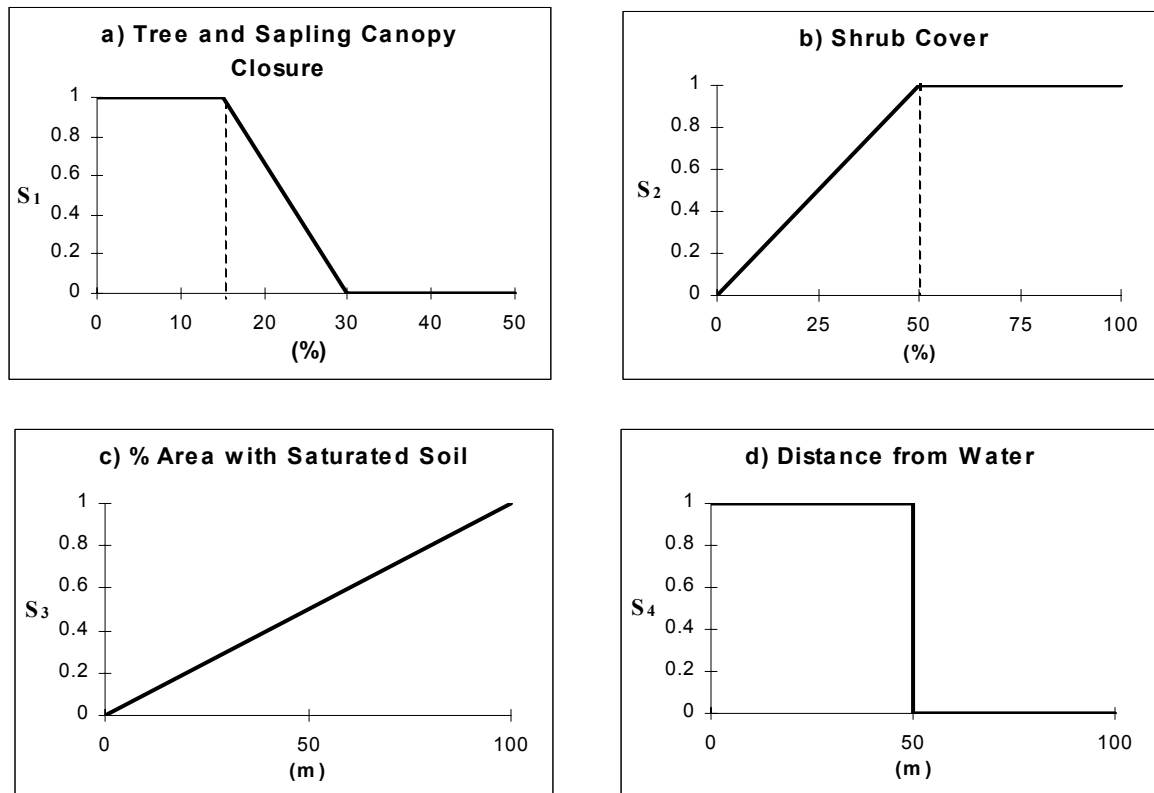 a) Tree and Sapling Canopy
Closure
1
0.8
0.6
S1
0.4
0.2
0
0 10 20 30 40 50
(%)
b) Shrub Cover
1
0.8
0.6
S2
0.4
0.2
0
0 25 50 75 100
(%)
c) % Area with Saturated Soil
1
0.8
0.6
S3
0.4
0.2
0
0 50 100
(m)
d) Distance from Water
1
0.8
0.6
S4
0.4
0.2
0
0 50 100
(m)